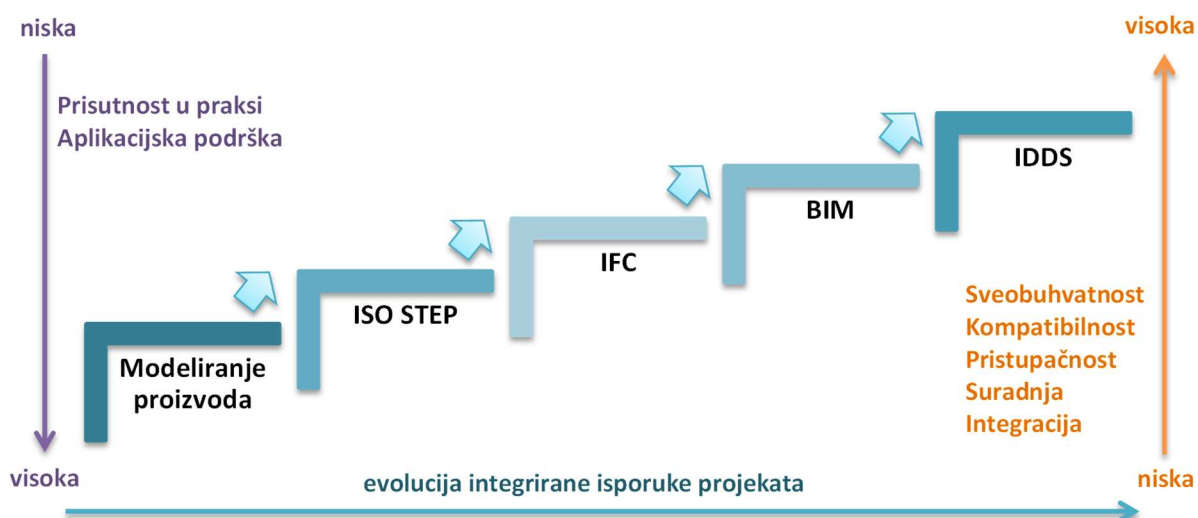 niska
visoka
Prisutnost u praksi
Aplikacijska podrška
IDDS
BIM
IFC
ISO STEP
Modeliranje
proizvoda
Sveobuhvatnost
Kompatibilnost
Pristupačnost
Suradnja
Integracija
visoka
evolucija integrirane isporuke projekata
niska